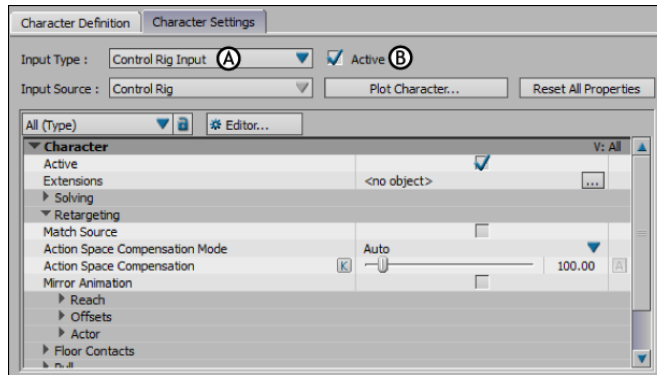 Character Definition Character Settings
Input Type : Control Rig Input A Active B
Input Source : Control Rig Plot Character... Reset All Properties
All (Type) Editor...
Character V: All
Active
Extensions <no object> ...
Solving
Retargeting
Match Source
Action Space Compensation Mode Auto
Action Space Compensation K 100.00 A
Mirror Animation
Reach
Offsets
Actor
Floor Contacts
Pull